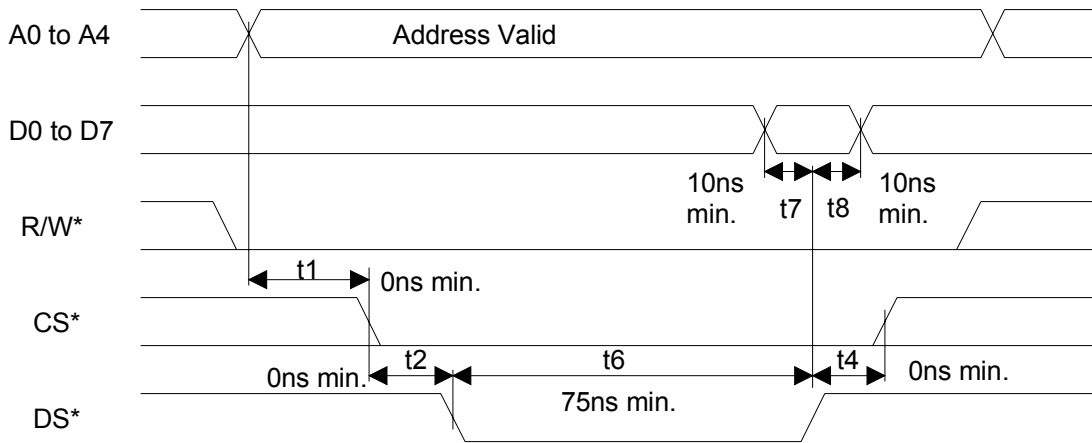 A0 to A4
Address Valid
D0 to D7
10ns
min.
t7
t8
10ns
min.
R/W*
t1
0ns min.
CS*
0ns min.
t2
t6
t4
0ns min.
75ns min.
DS*